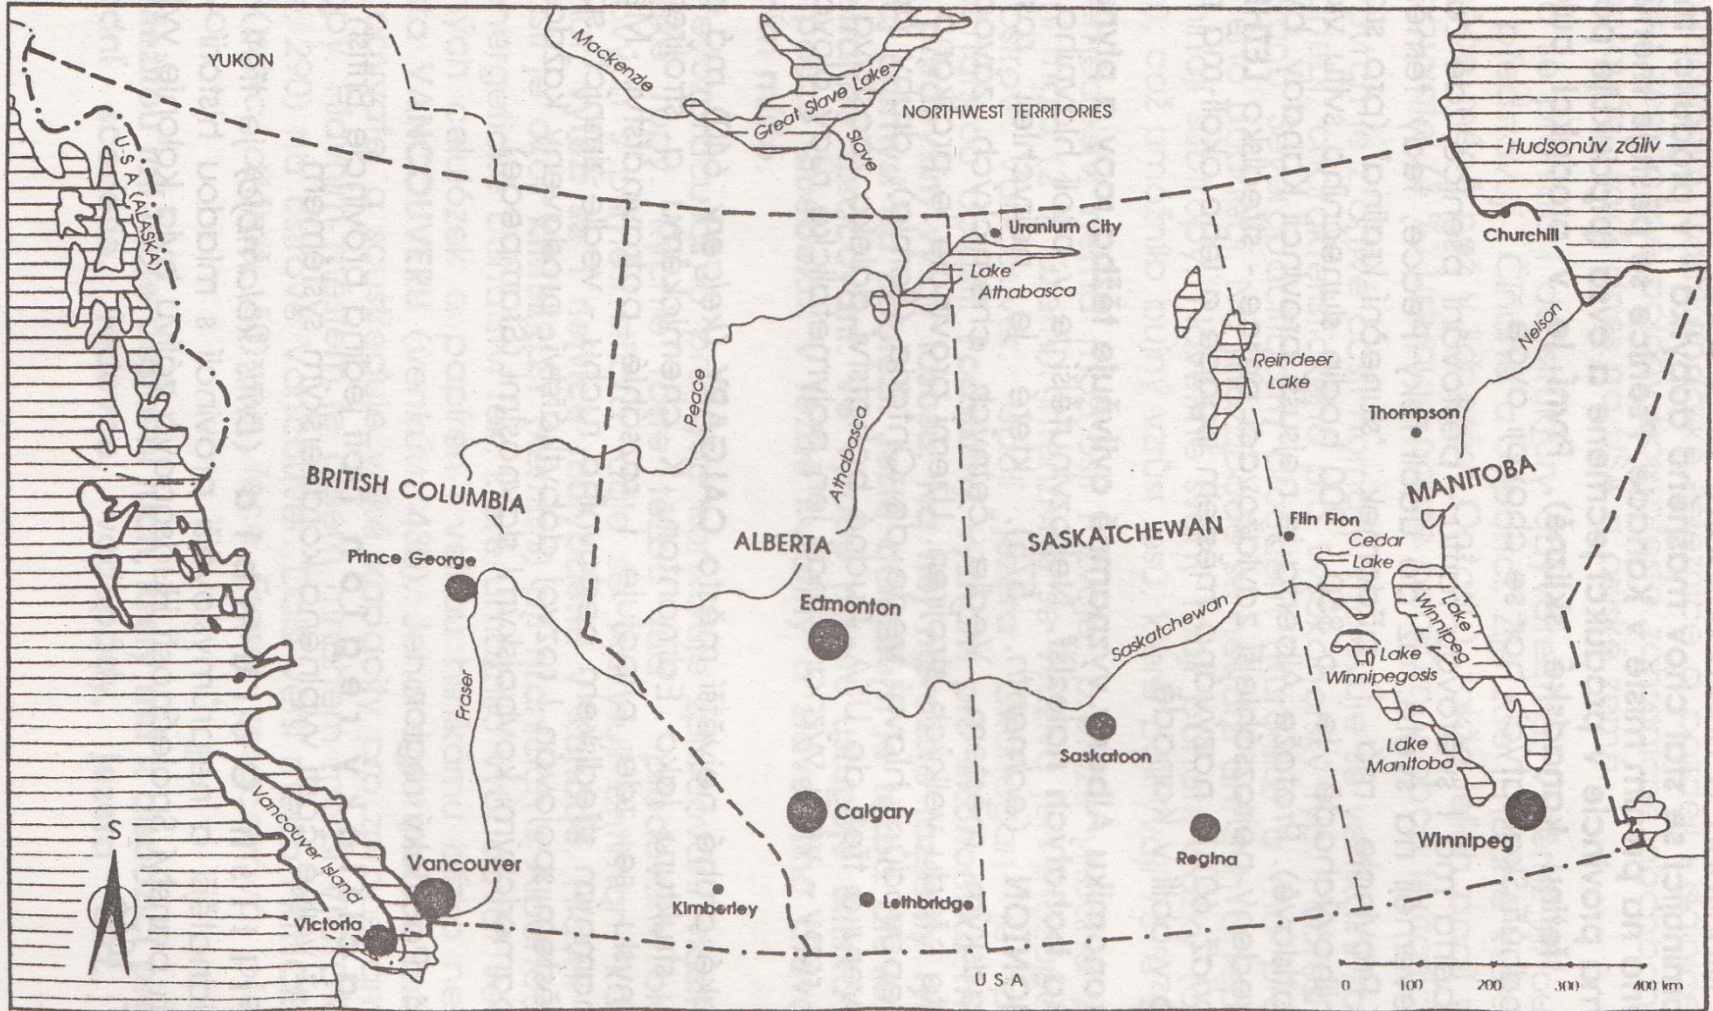 YUKON
Mackenzie
Great Slave Lake
NORTHWEST TERRITORIES
Slave
Hudsonův záliv
U·S·A (ALAŠKA)
Uranium City
Churchill
Lake
Athabasca
Nelson
Reindeer
Lake
Peace
Athabasca
Thompson
BRITISH COLUMBIA
MANITOBA
ALBERTA
SASKATCHEWAN
Flin Flon
Cedar
Lake
Prince George
Edmonton
Saskatchewan
Lake
Winnipeg
Lake
Winnipegosis
Fraser
Saskatoon
Lake
Manitoba
Vancouver Island
Calgary
Regina
Winnipeg
S
Vancouver
Kimberley
Lethbridge
Victoria
USA
0 100 200 300 400 km